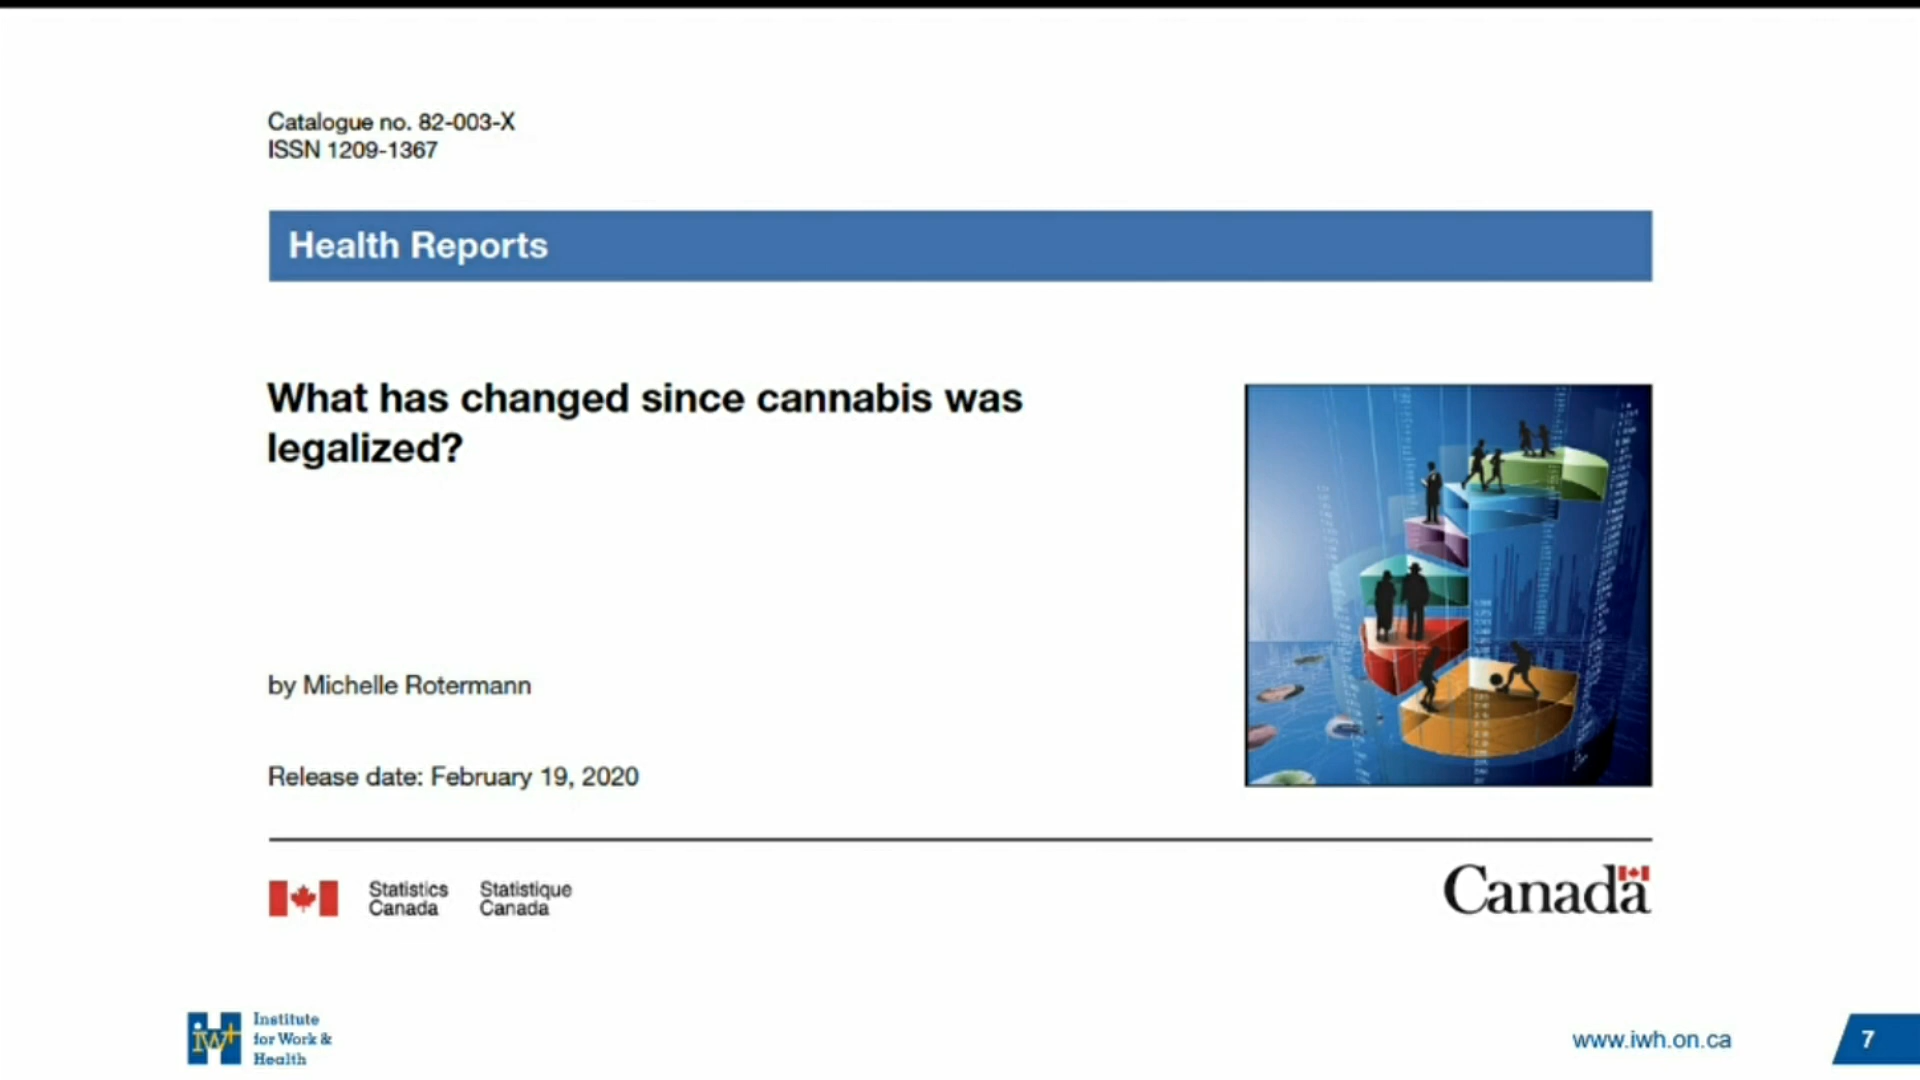 Catalogue no. 82-003-X
ISSN 1209-1367
Health Reports
What has changed since cannabis was
legalized?
by Michelle Rotermann
Release date: February 19, 2020
Statistics Canada
Statistique Canada
Canada
iw+
Institute
for Work &
Health
www.iwh.on.ca
7